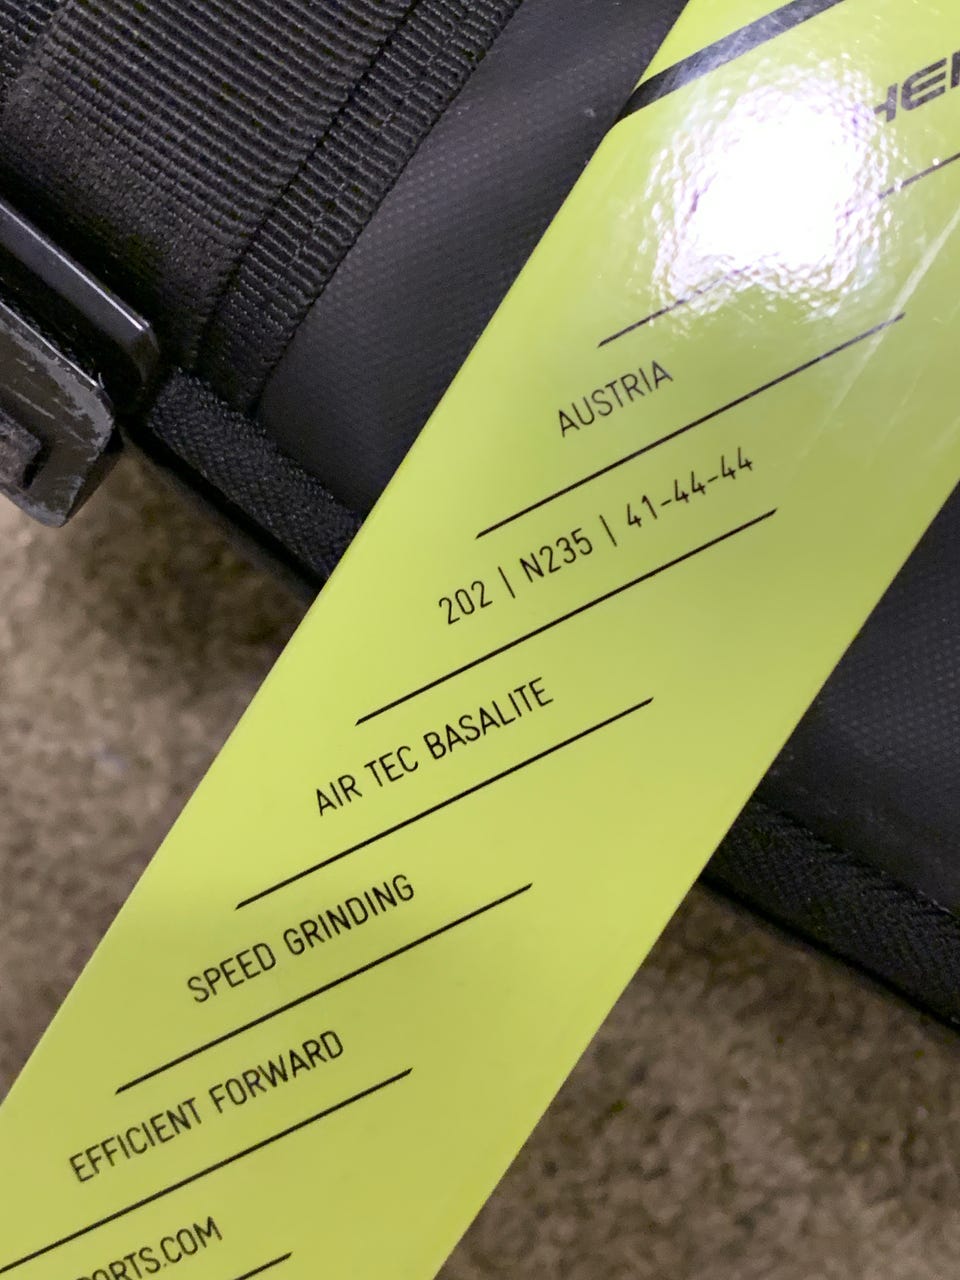 AUSTRIA
202 | N235 | 41-44-44
AIR TEC BASALITE
SPEED GRINDING
EFFICIENT FORWARD